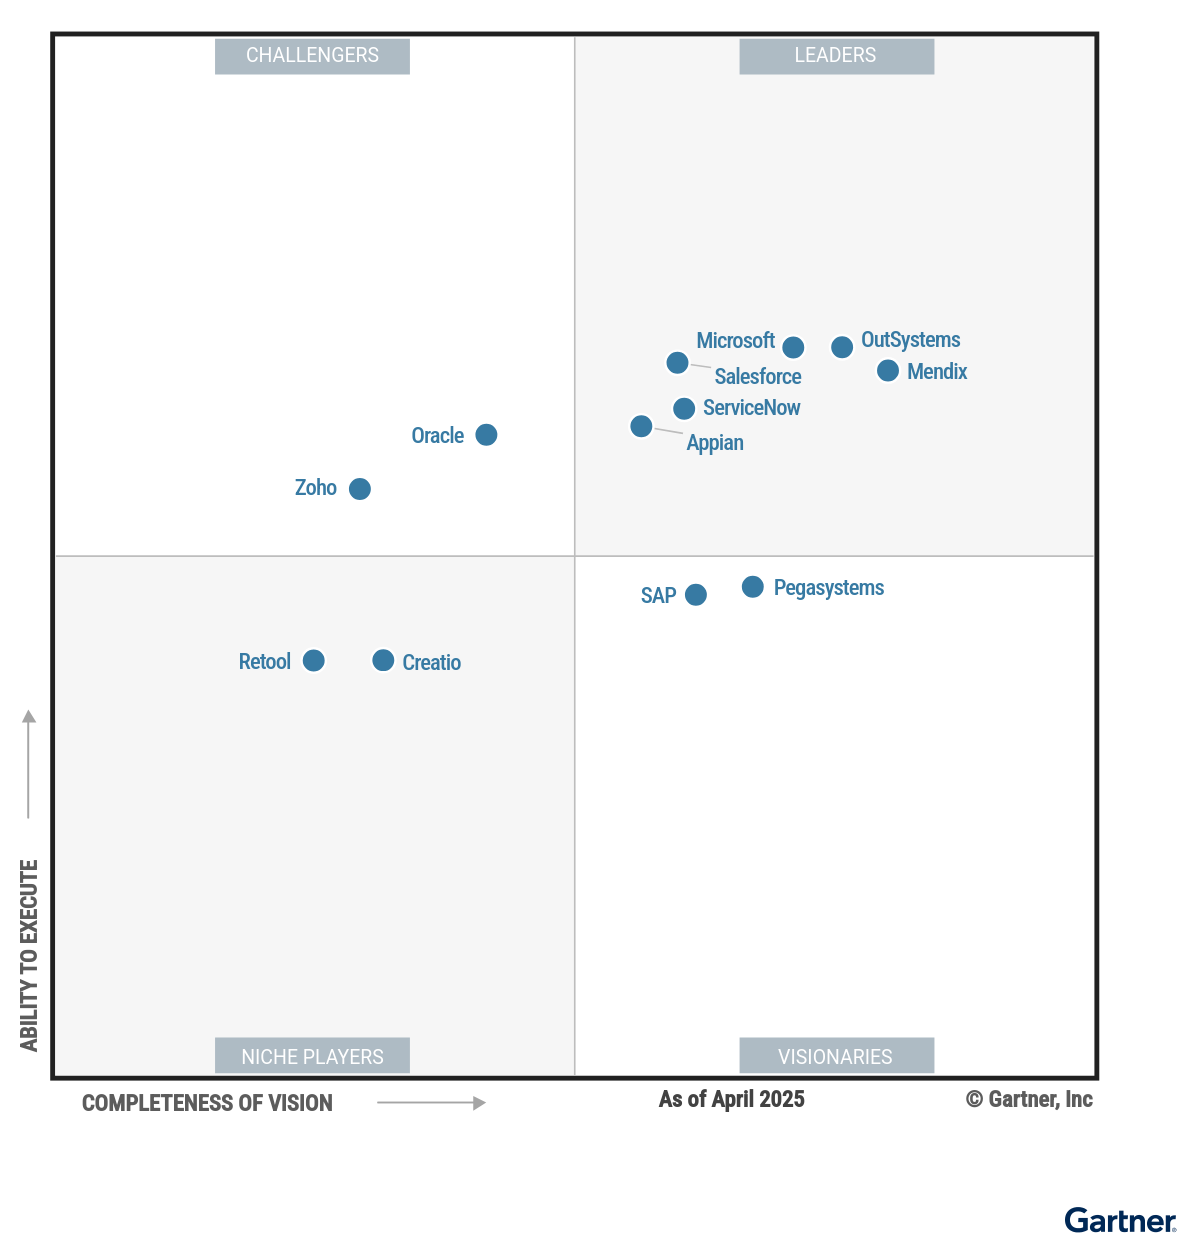 CHALLENGERS
LEADERS
Microsoft
OutSystems
Salesforce
Mendix
ServiceNow
Appian
Oracle
Zoho
SAP
Pegasystems
Retool
Creatio
ABILITY TO EXECUTE
NICHE PLAYERS
VISIONARIES
COMPLETENESS OF VISION
As of April 2025
© Gartner, Inc
Gartner®